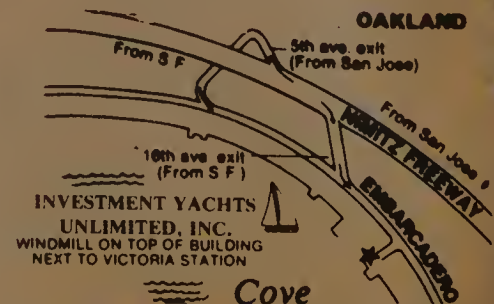 OAKLAND
From S F
5th ave. exit
(From San Jose)
From San Jose
NIMITZ FREEWAY
16th ave exit
(From S F)
EMBARCADERO
INVESTMENT YACHTS
UNLIMITED, INC.
WINDMILL ON TOP OF BUILDING
NEXT TO VICTORIA STATION
Cove